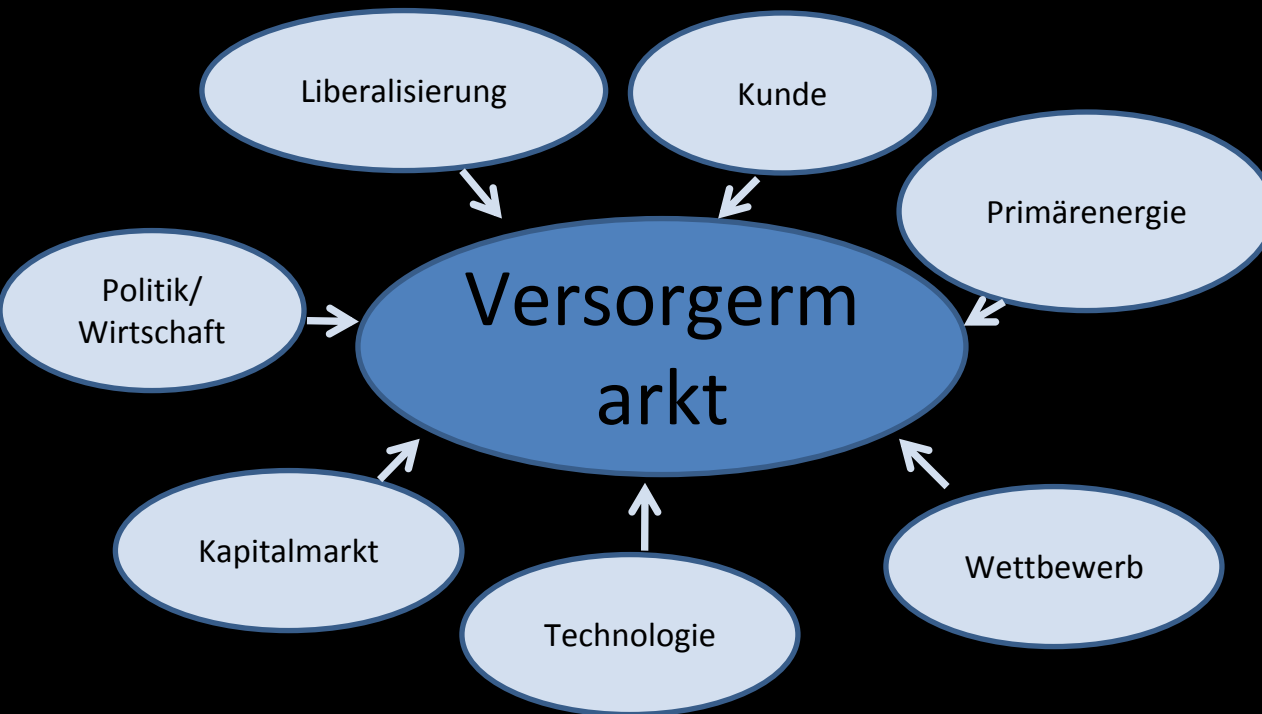 Liberalisierung
Kunde
Primärenergie
Politik/
Wirtschaft
Versorgerm
arkt
Kapitalmarkt
Technologie
Wettbewerb